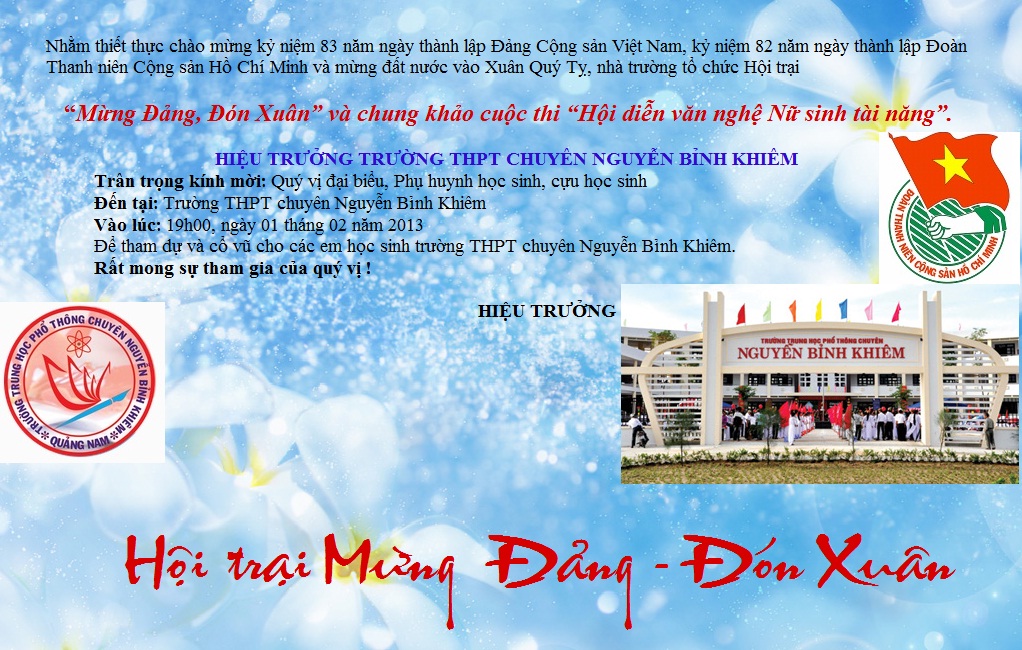 Nhằm thiết thực chào mừng kỷ niệm 83 năm ngày thành lập Đảng Cộng sản Việt Nam, kỷ niệm 82 năm ngày thành lập Đoàn
Thanh niên Cộng sản Hồ Chí Minh và mừng đất nước vào Xuân Quý Tỵ, nhà trường tổ chức Hội trại
“Mừng Đảng, Đón Xuân” và chung khảo cuộc thi “Hội diễn văn nghệ Nữ sinh tài năng”.
HIỆU TRƯỞNG TRƯỜNG THPT CHUYÊN NGUYỄN BỈNH KHIÊM
Trân trọng kính mời: Quý vị đại biểu, Phụ huynh học sinh, cựu học sinh
Đến tại: Trường THPT chuyên Nguyễn Bỉnh Khiêm
Vào lúc: 19h00, ngày 01 tháng 02 năm 2013
Để tham dự và cổ vũ cho các em học sinh trường THPT chuyên Nguyễn Bỉnh Khiêm.
Rất mong sự tham gia của quý vị !
ĐOÀN THANH NIÊN CỘNG SẢN HỒ CHÍ MINH
HIỆU TRƯỞNG
TRƯỜNG TRUNG HỌC PHỔ THÔNG CHUYÊN
NGUYỄN BỈNH KHIÊM
TRƯỜNG TRUNG HỌC PHỔ THÔNG CHUYÊN NGUYỄN BỈNH KHIÊM
QUẢNG NAM
Hội trại Mừng Đảng - Đón Xuân